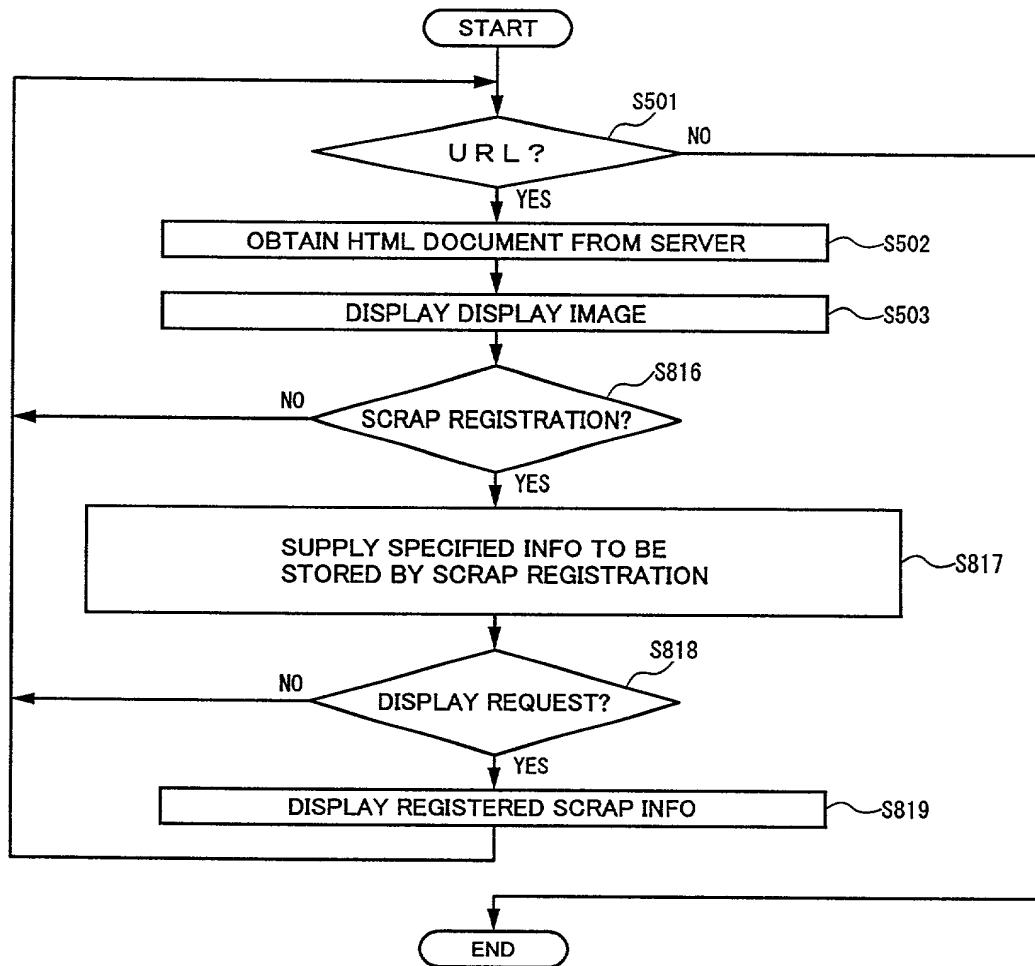 START
S501
URL?
NO
YES
OBTAIN HTML DOCUMENT FROM SERVER
S502
DISPLAY DISPLAY IMAGE
S503
S816
NO
SCRAP REGISTRATION?
YES
SUPPLY SPECIFIED INFO TO BE
STORED BY SCRAP REGISTRATION
S817
S818
NO
DISPLAY REQUEST?
YES
DISPLAY REGISTERED SCRAP INFO
S819
END